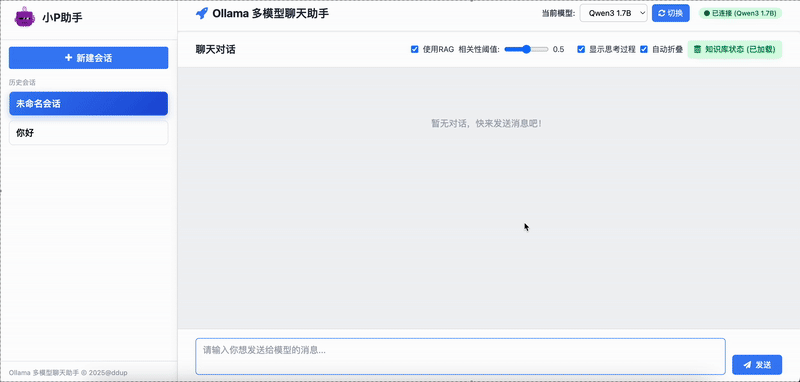 小P助手
新建会话
历史会话
未命名会话
你好
Ollama 多模型聊天助手 © 2025@ddup
Ollama 多模型聊天助手
当前模型: Qwen3 1.7B 切换 已连接 (Qwen3 1.7B)
聊天对话 使用RAG 相关性阈值: 0.5 显示思考过程 自动折叠 知识库状态 (已加载)
暂无对话，快来发送消息吧！
请输入你想发送给模型的消息...
发送